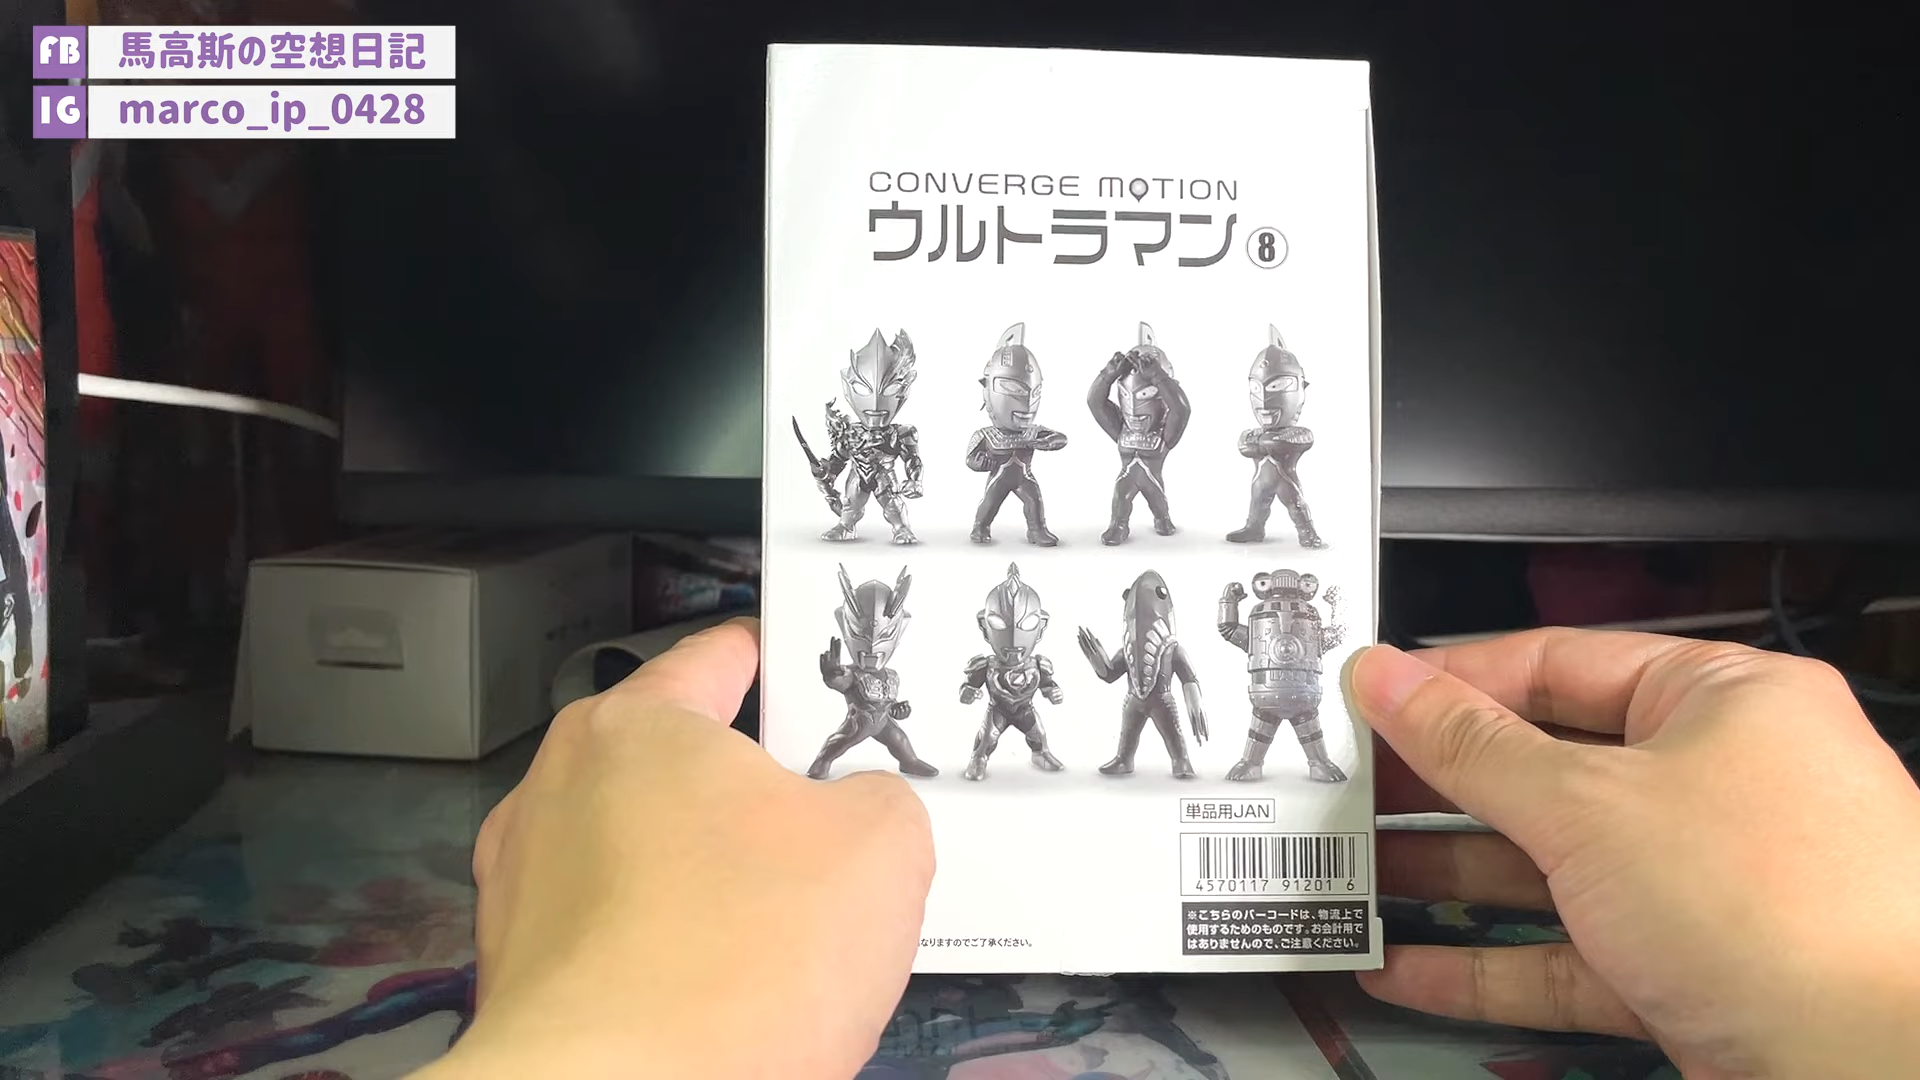 FB 馬高斯の空想日記
IG marco_ip_0428
CONVERGE MOTION
ウルトラマン 8
単品用JAN
4570117 91201 6
※こちらのバーコードは、物流上で
使用するためのものです。お会計用で
はありませんので、ご注意ください。
なりますのでご了承ください。